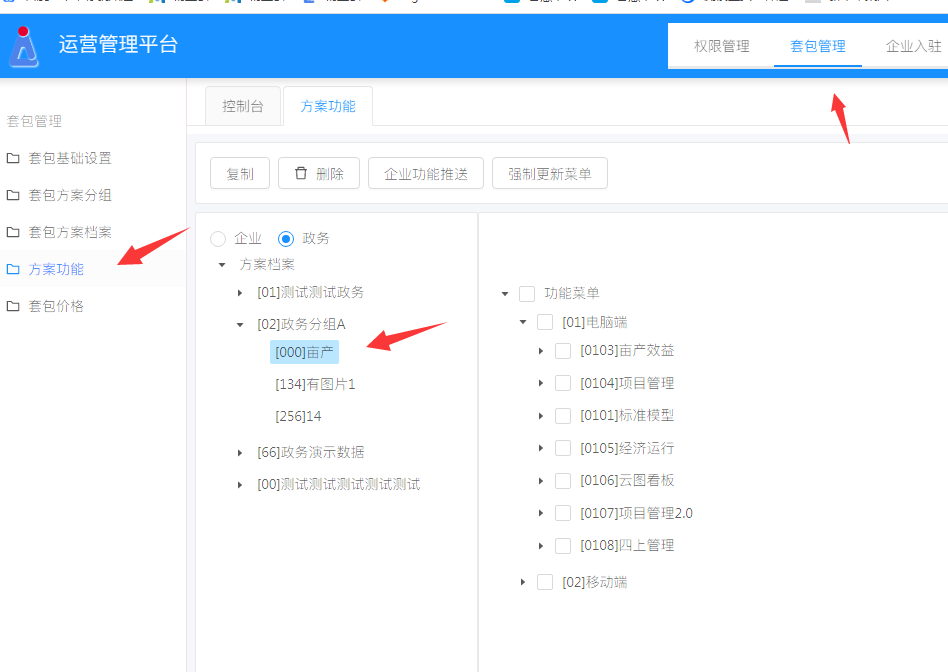 运营管理平台
权限管理 套包管理 企业入驻
控制台 方案功能
套包管理
套包基础设置
套包方案分组
套包方案档案
方案功能
套包价格
复制 删除 企业功能推送 强制更新菜单
企业 政务
方案档案
[01]测试测试政务
[02]政务分组A
[000]亩产
[134]有图片1
[256]14
[66]政务演示数据
[00]测试测试测试测试测试
功能菜单
[01]电脑端
[0103]亩产效益
[0104]项目管理
[0101]标准模型
[0105]经济运行
[0106]云图看板
[0107]项目管理2.0
[0108]四上管理
[02]移动端